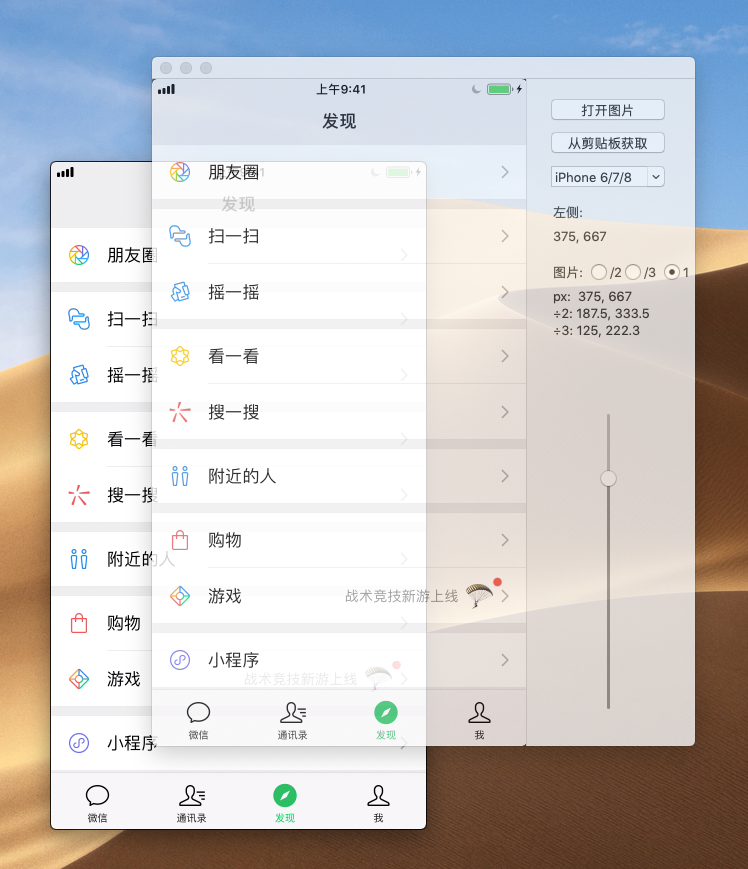 上午9:41
发现
朋友圈
扫一扫
摇一摇
看一看
搜一搜
附近的人
购物
游戏
战术竞技新游上线
小程序
微信
通讯录
发现
我
打开图片
从剪贴板获取
iPhone 6/7/8
左侧:
375, 667
图片: /2 /3 1
px: 375, 667
÷2: 187.5, 333.5
÷3: 125, 222.3
发现
朋友圈
扫一扫
摇一摇
看一看
搜一搜
附近的人
购物
游戏
战术竞技新游上线
小程序
微信
通讯录
发现
我